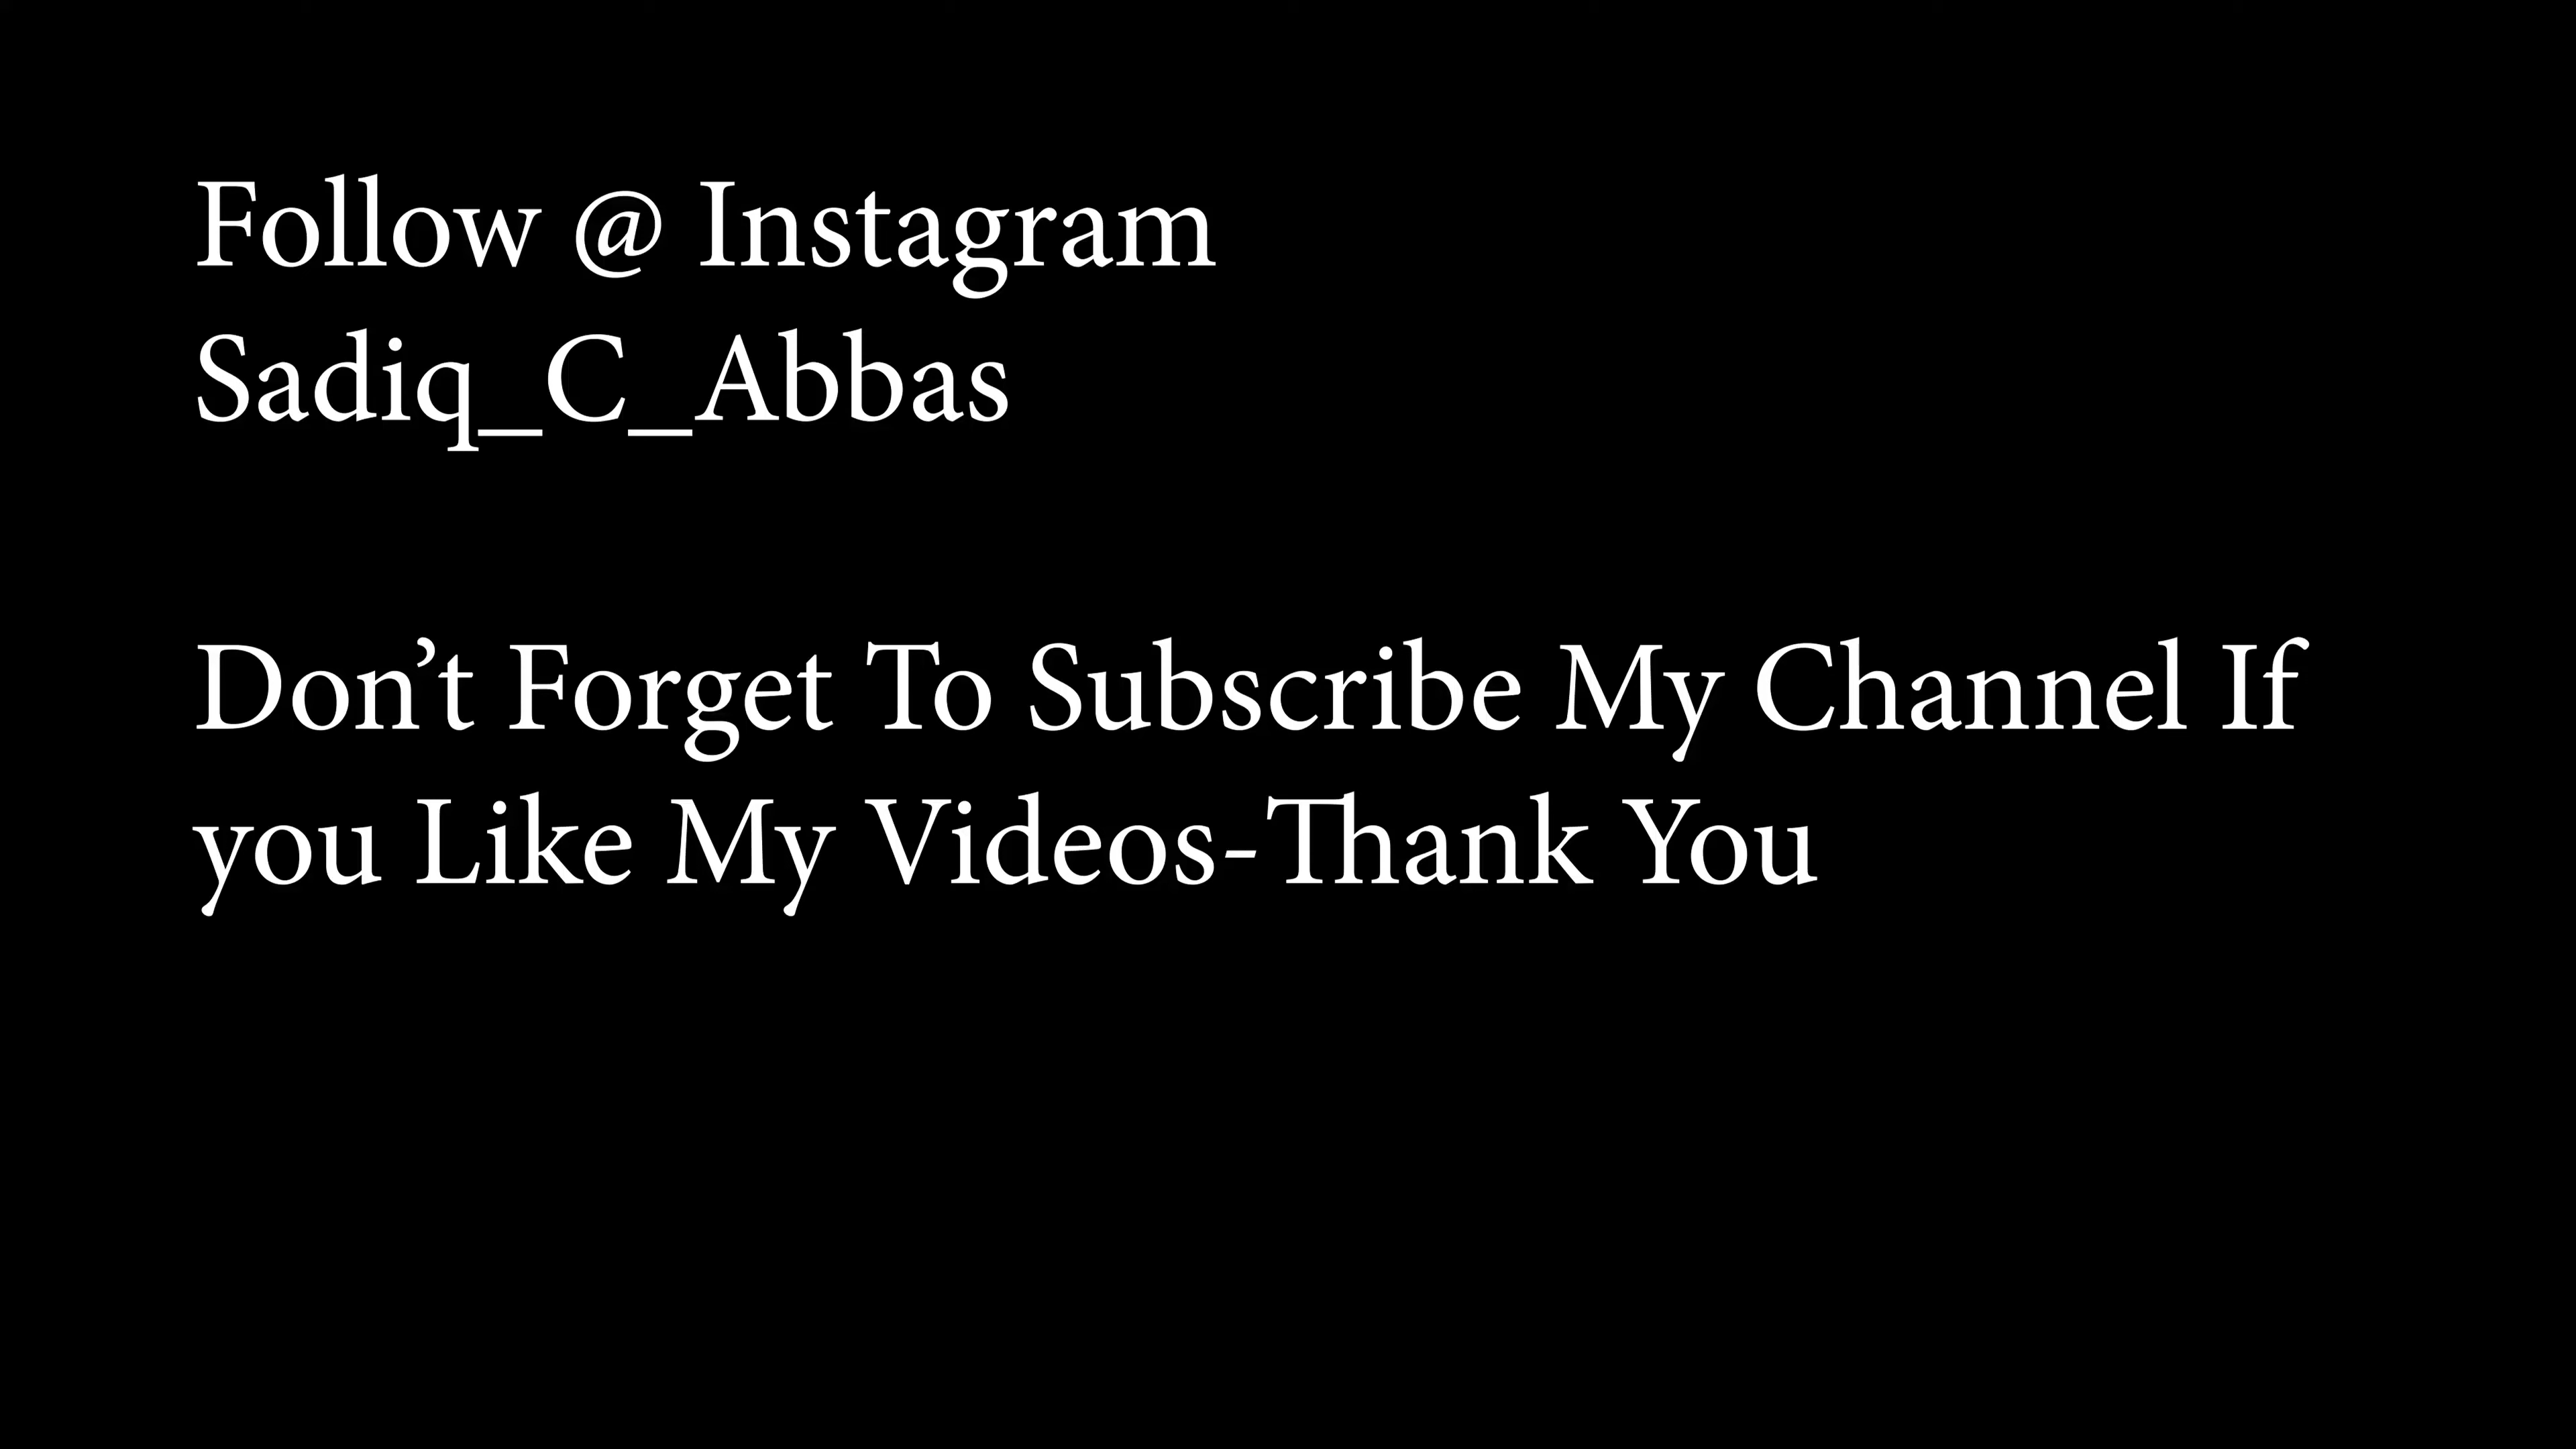 Follow @ Instagram
Sadiq_C_Abbas
Don’t Forget To Subscribe My Channel If
you Like My Videos-Thank You